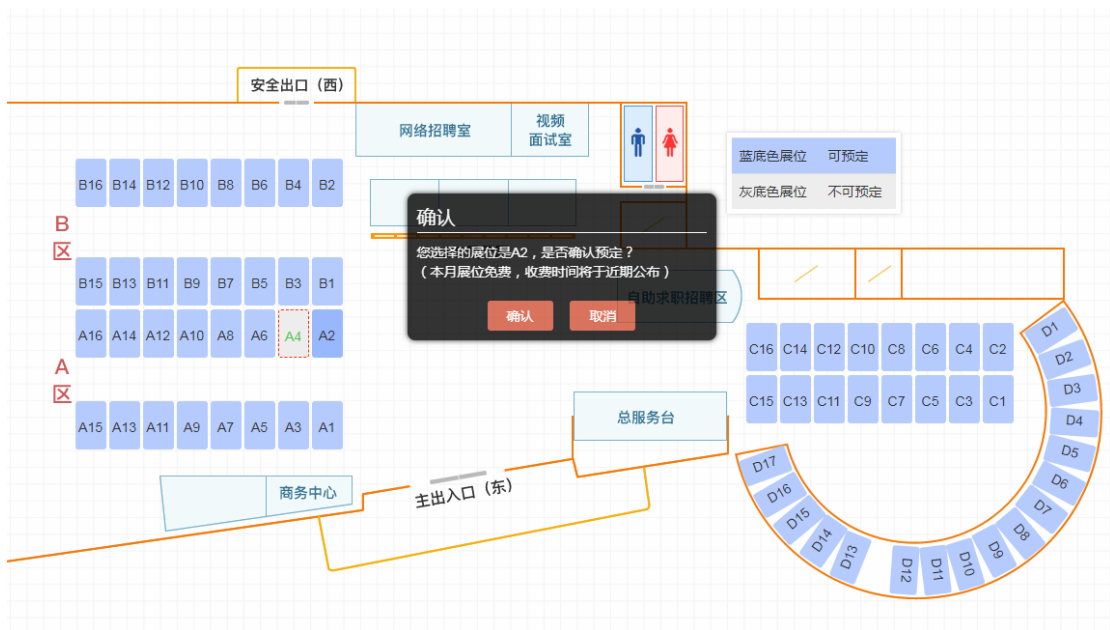 安全出口（西）
网络招聘室
视频
面试室
蓝底色展位 可预定
灰底色展位 不可预定
B16 B14 B12 B10 B8 B6 B4 B2
B
区
B15 B13 B11 B9 B7 B5 B3 B1
A16 A14 A12 A10 A8 A6 A4 A2
A
区
A15 A13 A11 A9 A7 A5 A3 A1
确认
您选择的展位是A2，是否确认预定？
（本月展位免费，收费时间将于近期公布）
确认 取消
自助求职招聘区
C16 C14 C12 C10 C8 C6 C4 C2
C15 C13 C11 C9 C7 C5 C3 C1
D1
D2
D3
D4
D5
D6
D7
D8
D9
D10
D11
D12
D13
D14
D15
D16
D17
总服务台
商务中心
主出入口（东）